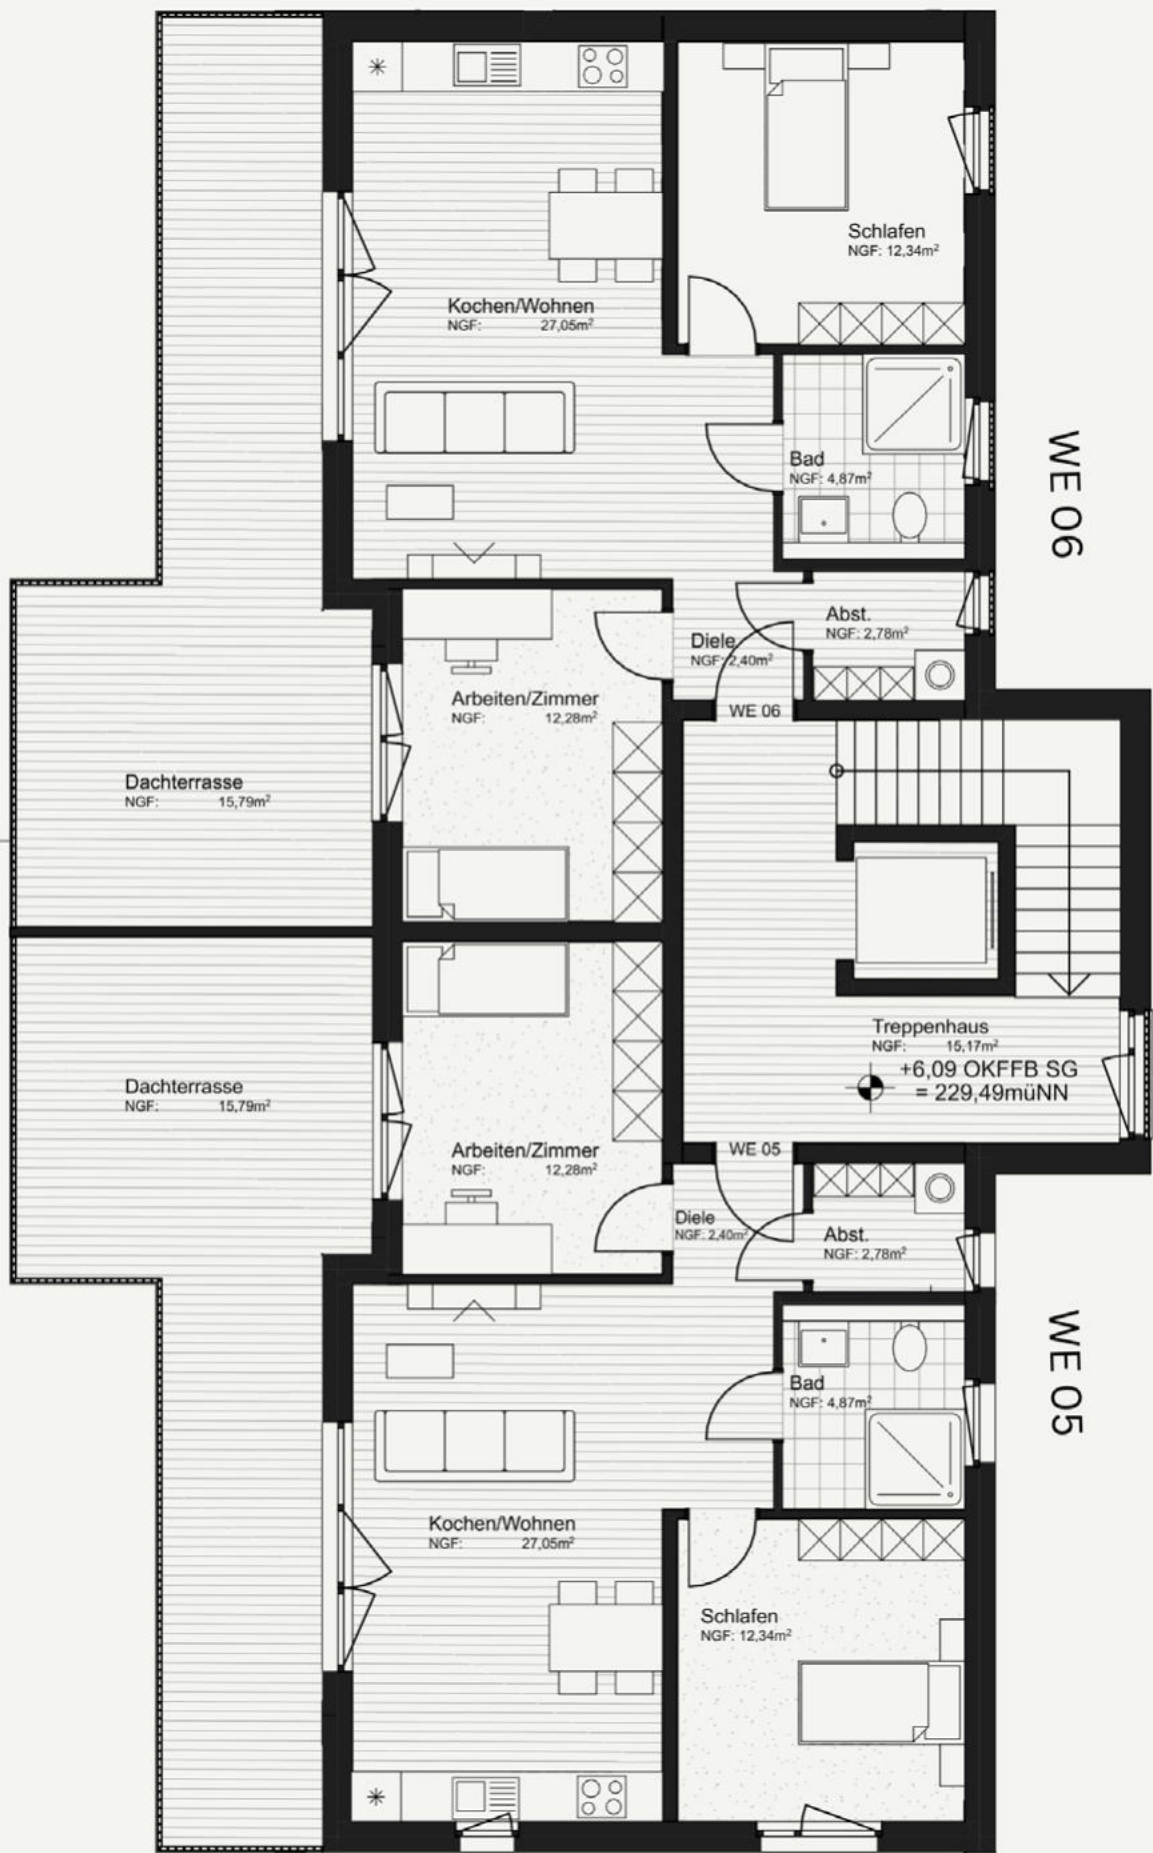 Schlafen
NGF: 12,34m²
Kochen/Wohnen
NGF: 27,05m²
Bad
NGF: 4,87m²
WE 06
Abst.
NGF: 2,78m²
Diele
NGF: 2,40m²
Arbeiten/Zimmer
NGF: 12,28m²
WE 06
Dachterrasse
NGF: 15,79m²
Treppenhaus
NGF: 15,17m²
+6,09 OKFFB SG
= 229,49müNN
Dachterrasse
NGF: 15,79m²
Arbeiten/Zimmer
NGF: 12,28m²
WE 05
Diele
NGF: 2,40m²
Abst.
NGF: 2,78m²
WE 05
Bad
NGF: 4,87m²
Kochen/Wohnen
NGF: 27,05m²
Schlafen
NGF: 12,34m²